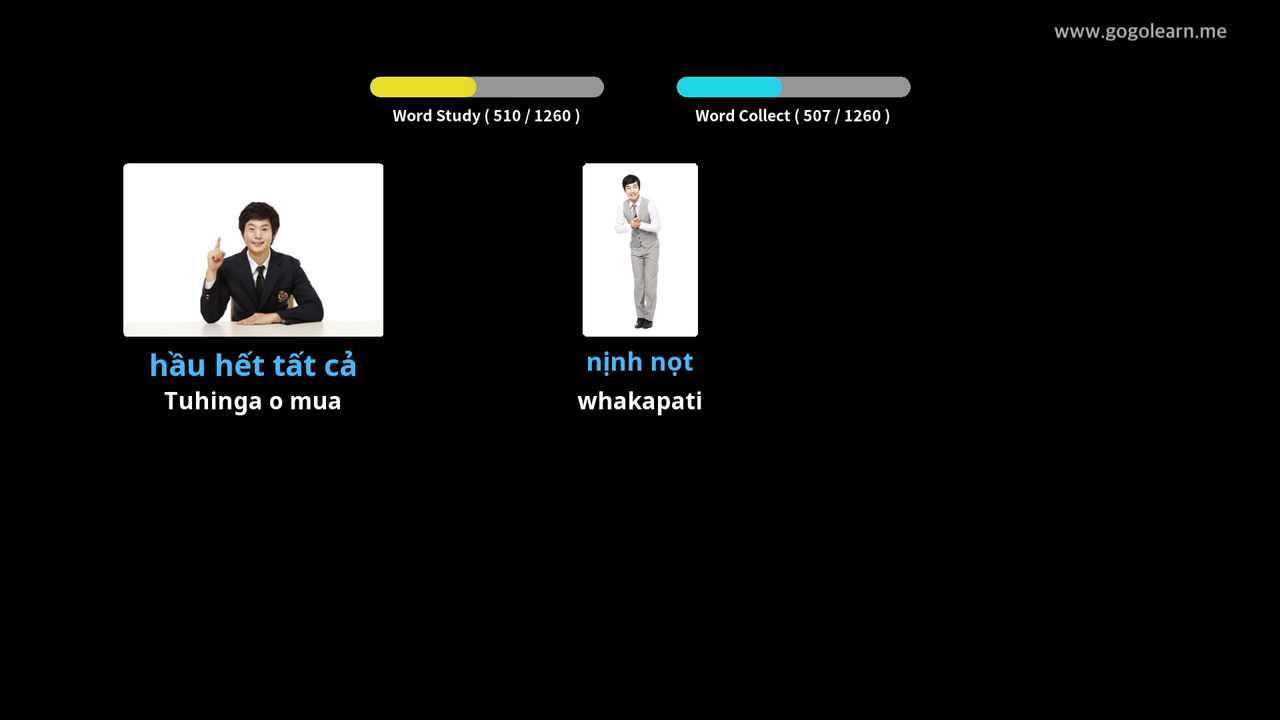 www.gogolearn.me
Word Study ( 510 / 1260 )
Word Collect ( 507 / 1260 )
hầu hết tất cả
Tuhinga o mua
nịnh nọt
whakapati